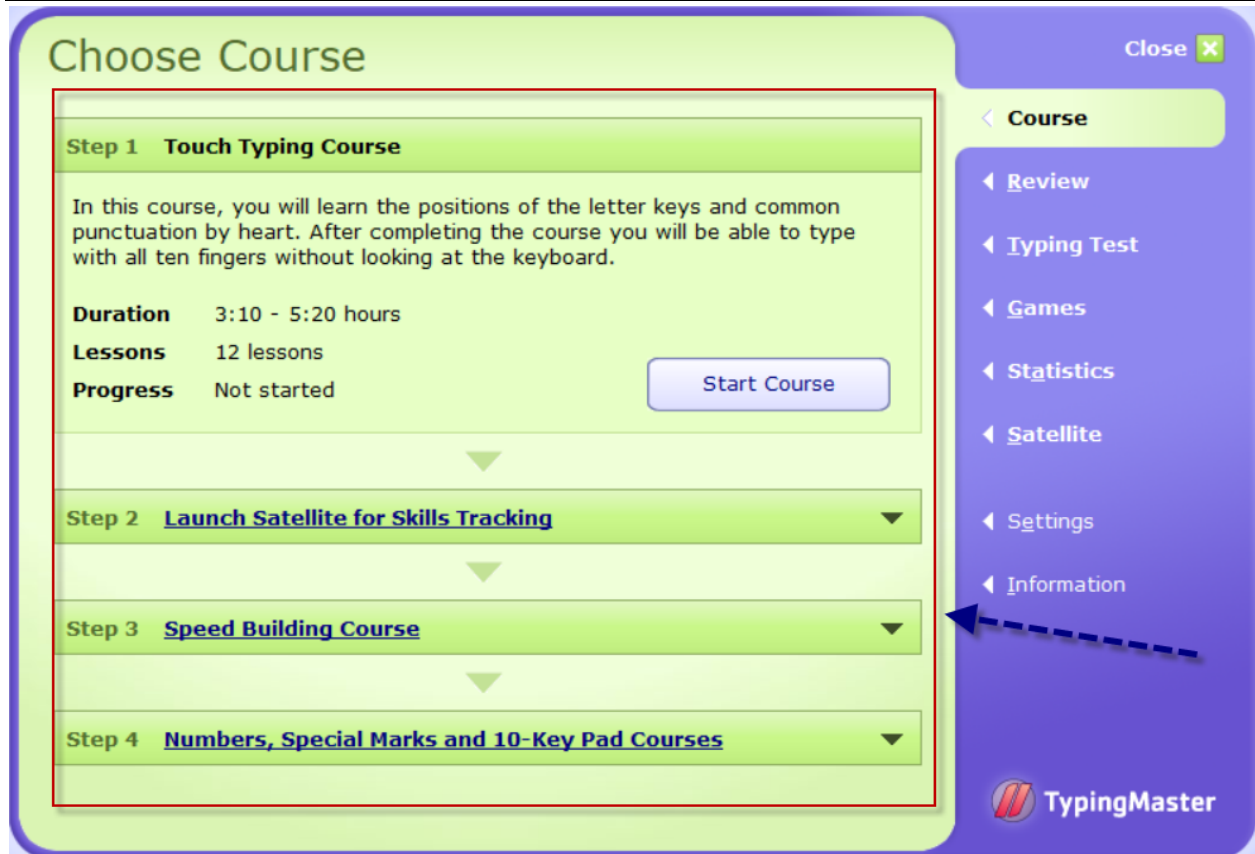 Choose Course
Step 1 Touch Typing Course
In this course, you will learn the positions of the letter keys and common
punctuation by heart. After completing the course you will be able to type
with all ten fingers without looking at the keyboard.
Duration 3:10 - 5:20 hours
Lessons 12 lessons
Progress Not started
Start Course
Step 2 Launch Satellite for Skills Tracking
Step 3 Speed Building Course
Step 4 Numbers, Special Marks and 10-Key Pad Courses
Close
Course
Review
Typing Test
Games
Statistics
Satellite
Settings
Information
TypingMaster